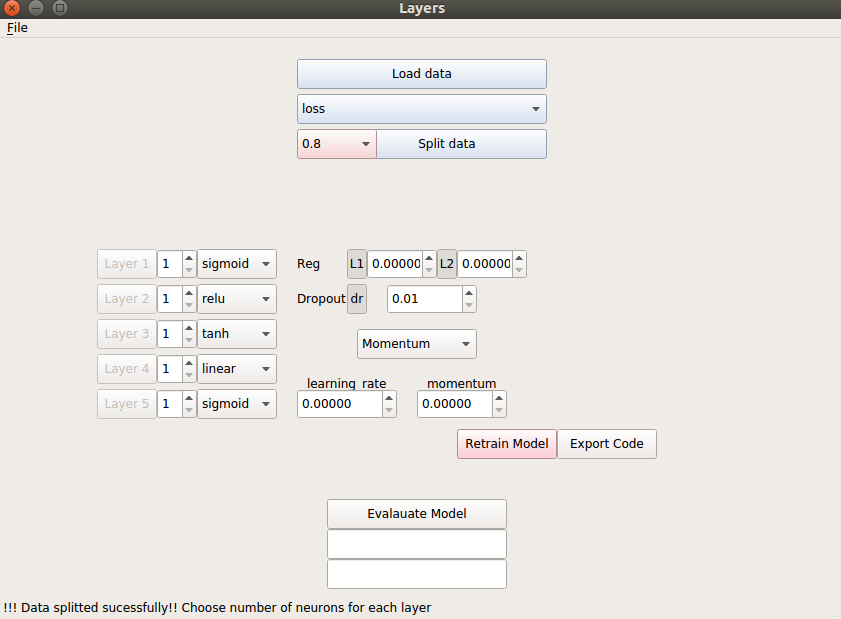 Layers
File
Load data
loss
0.8 Split data
Layer 1 1 sigmoid Reg L1 0.00000 L2 0.00000
Layer 2 1 relu Dropout dr 0.01
Layer 3 1 tanh Momentum
Layer 4 1 linear
learning_rate momentum
Layer 5 1 sigmoid 0.00000 0.00000
Retrain Model Export Code
Evalauate Model
!!! Data splitted sucessfully!! Choose number of neurons for each layer